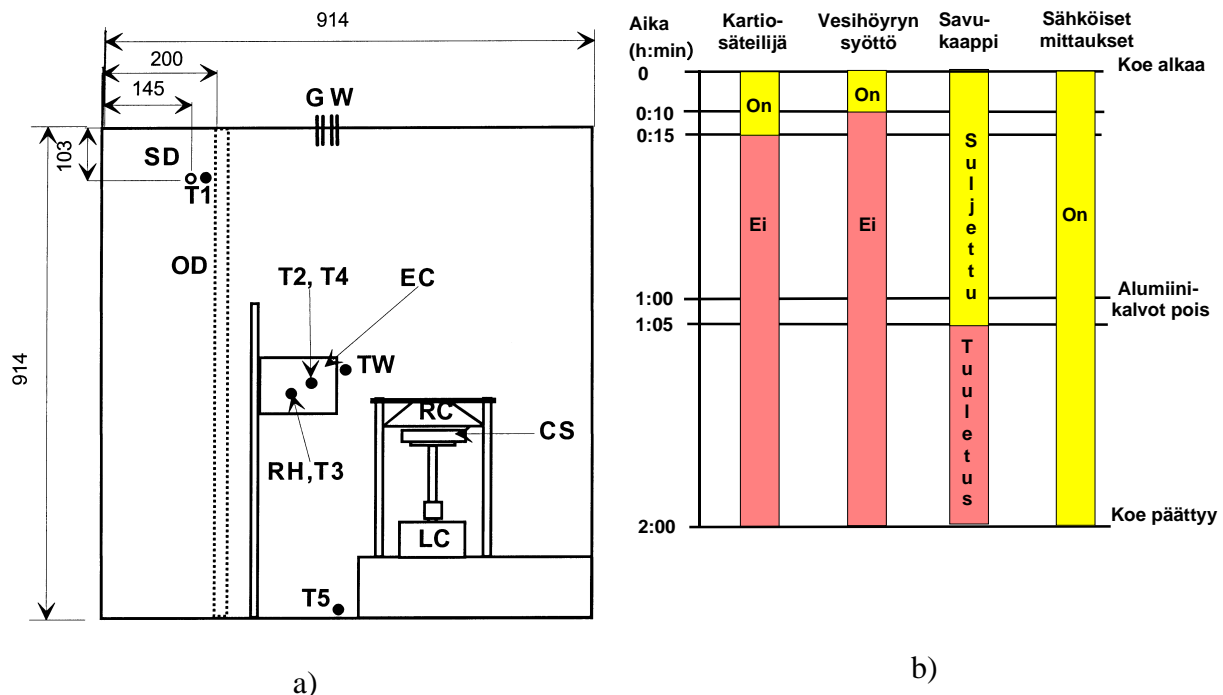 914
200
145
G W
103
SD
T1
OD
T2, T4
EC
TW
914
RC
CS
RH,T3
LC
T5
a)
Aika
(h:min)
Kartio-
säteilijä
Vesihöyryn
syöttö
Savu-
kaappi
Sähköiset
mittaukset
0
Koe alkaa
On
On
0:10
0:15
Suljettu
Ei
Ei
On
1:00
Alumiini-
kalvot pois
1:05
Tuuletus
2:00
Koe päättyy
b)